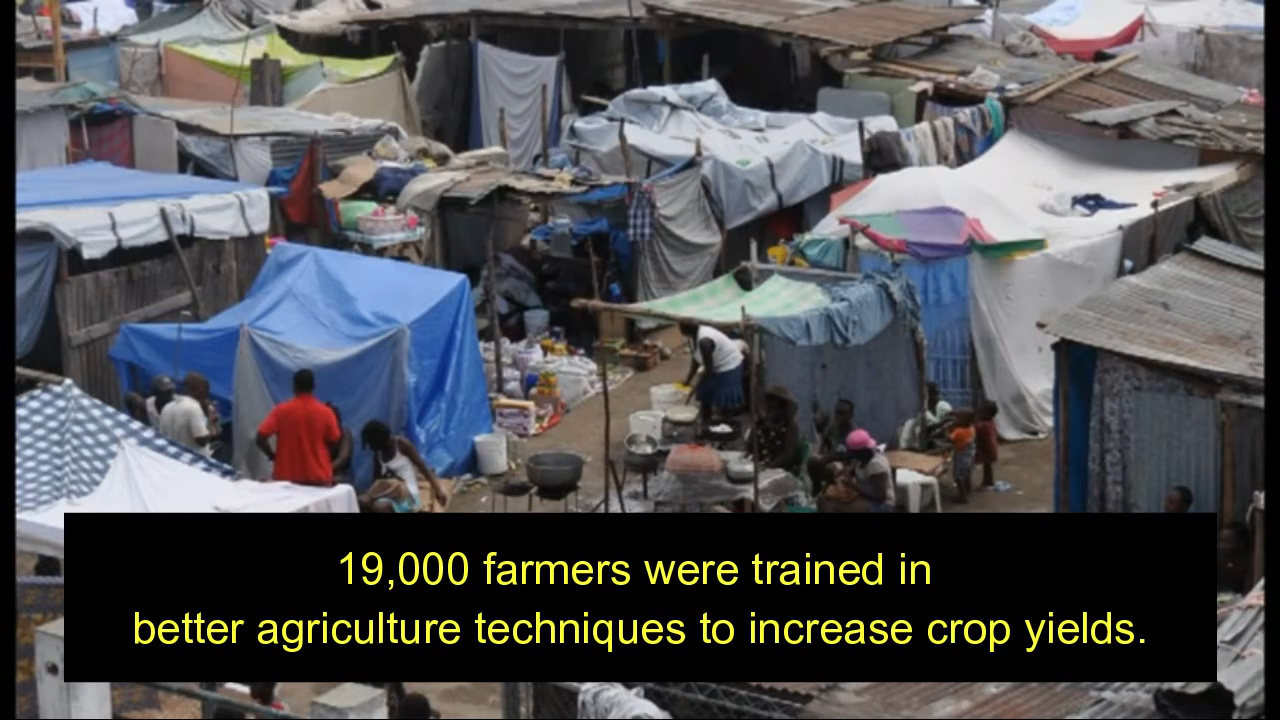 19,000 farmers were trained in
better agriculture techniques to increase crop yields.